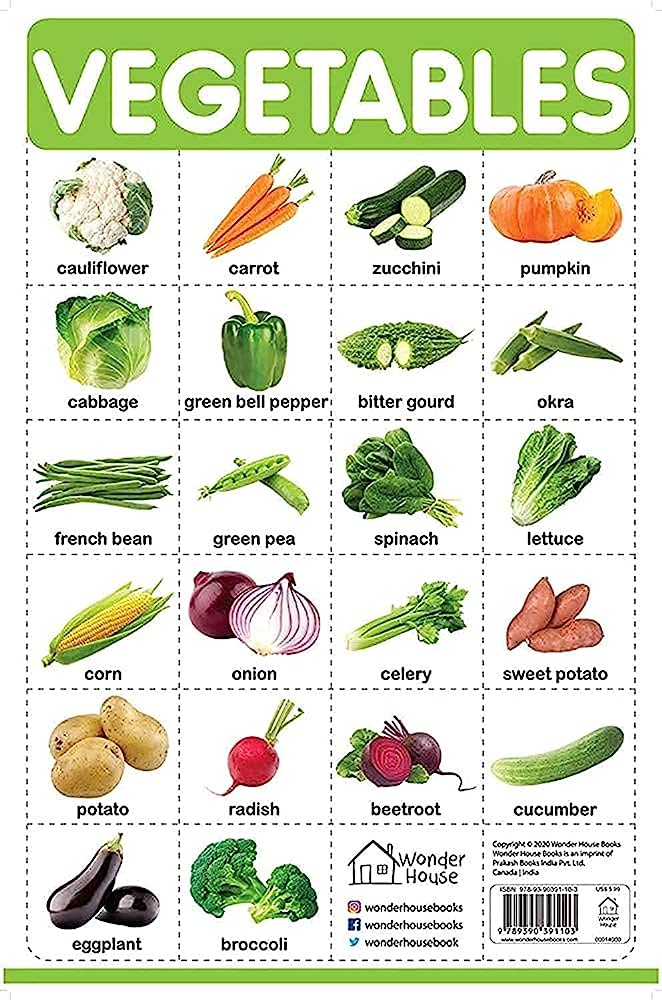 VEGETABLES
cauliflower
carrot
zucchini
pumpkin
cabbage
green bell pepper
bitter gourd
okra
french bean
green pea
spinach
lettuce
corn
onion
celery
sweet potato
potato
radish
beetroot
cucumber
eggplant
broccoli
Wonder
House
wonderhousebooks
wonderhousebooks
wonderhousebook
Copyright © 2020 Wonder House Books
Wonder House Books is an imprint of
Prakash Books India Pvt. Ltd.
Canada | India
ISBN 978-93-90391-10-3
US$ 5.99
9 789390 391103
Wonder
House
www.wonderhousebooks.com